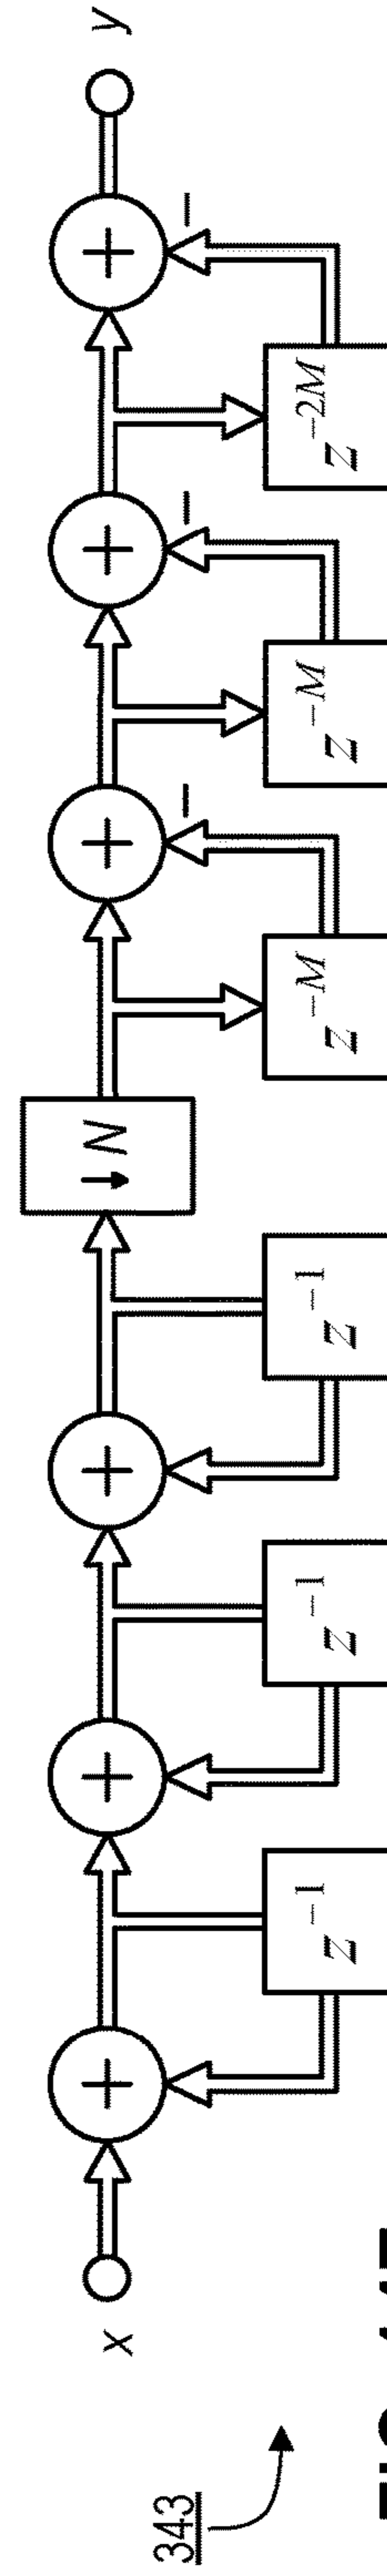 x + + + ↓N + + + y
− − −
z⁻¹ z⁻¹ z⁻¹ z⁻ᴹ z⁻ᴹ z⁻²ᴹ
343